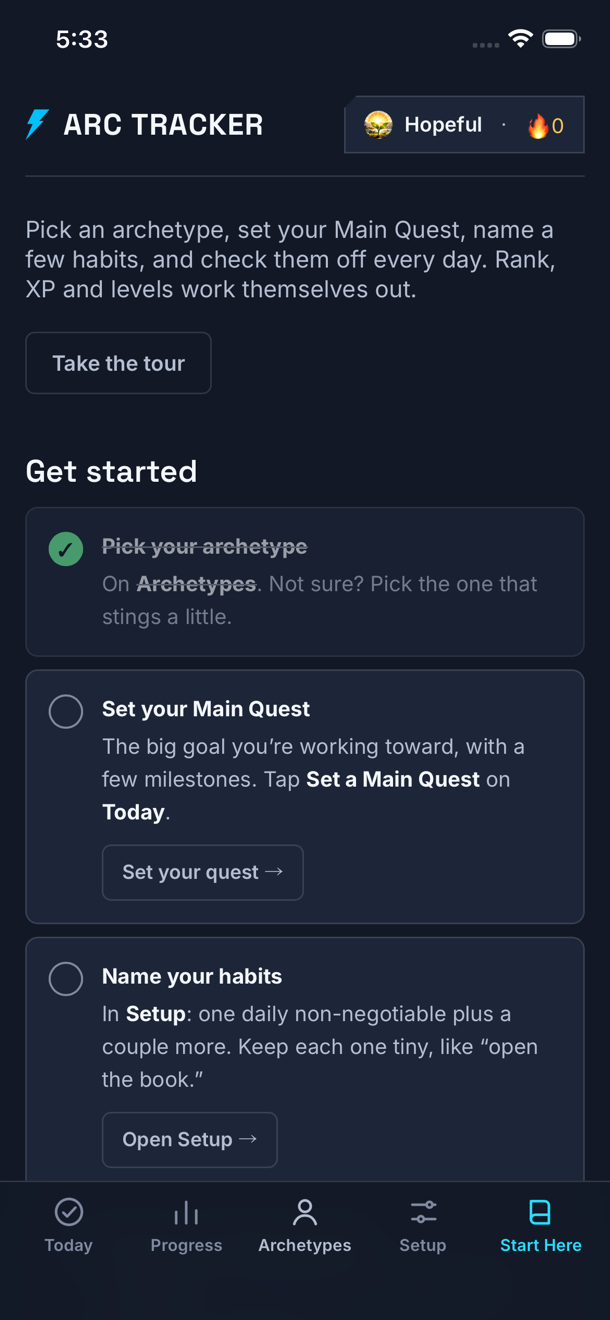 5:33
ARC TRACKER
Hopeful · 🔥0
Pick an archetype, set your Main Quest, name a
few habits, and check them off every day. Rank,
XP and levels work themselves out.
Take the tour
Get started
Pick your archetype
On Archetypes. Not sure? Pick the one that
stings a little.
Set your Main Quest
The big goal you’re working toward, with a
few milestones. Tap Set a Main Quest on
Today.
Set your quest →
Name your habits
In Setup: one daily non-negotiable plus a
couple more. Keep each one tiny, like “open
the book.”
Open Setup →
Today Progress Archetypes Setup Start Here